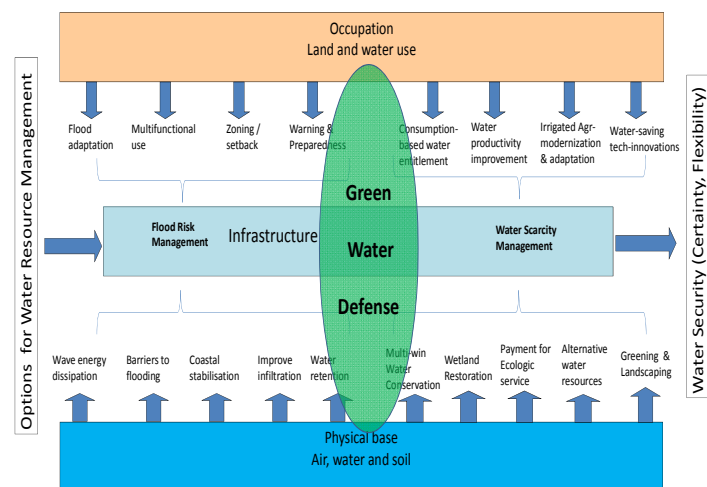 Occupation
Land and water use
Options for Water Resource Management
Water Security (Certainty, Flexibility)
Flood
adaptation
Multifunctional
use
Zoning /
setback
Warning &
Preparedness
Consumption-
based water
entitlement
Water
productivity
improvement
Irrigated Agr-
modernization
& adaptation
Water-saving
tech-innovations
Green
Water
Defense
Flood Risk
Management
Infrastructure
Water Scarcity
Management
Wave energy
dissipation
Barriers to
flooding
Coastal
stabilisation
Improve
infiltration
Water
retention
Multi-win
Water
Conservation
Wetland
Restoration
Payment for
Ecologic
service
Alternative
water
resources
Greening &
Landscaping
Physical base
Air, water and soil